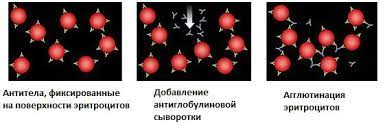 Антитела, фиксированные
на поверхности эритроцитов
Добавление
антиглобулиновой
сыворотки
Агглютинация
эритроцитов